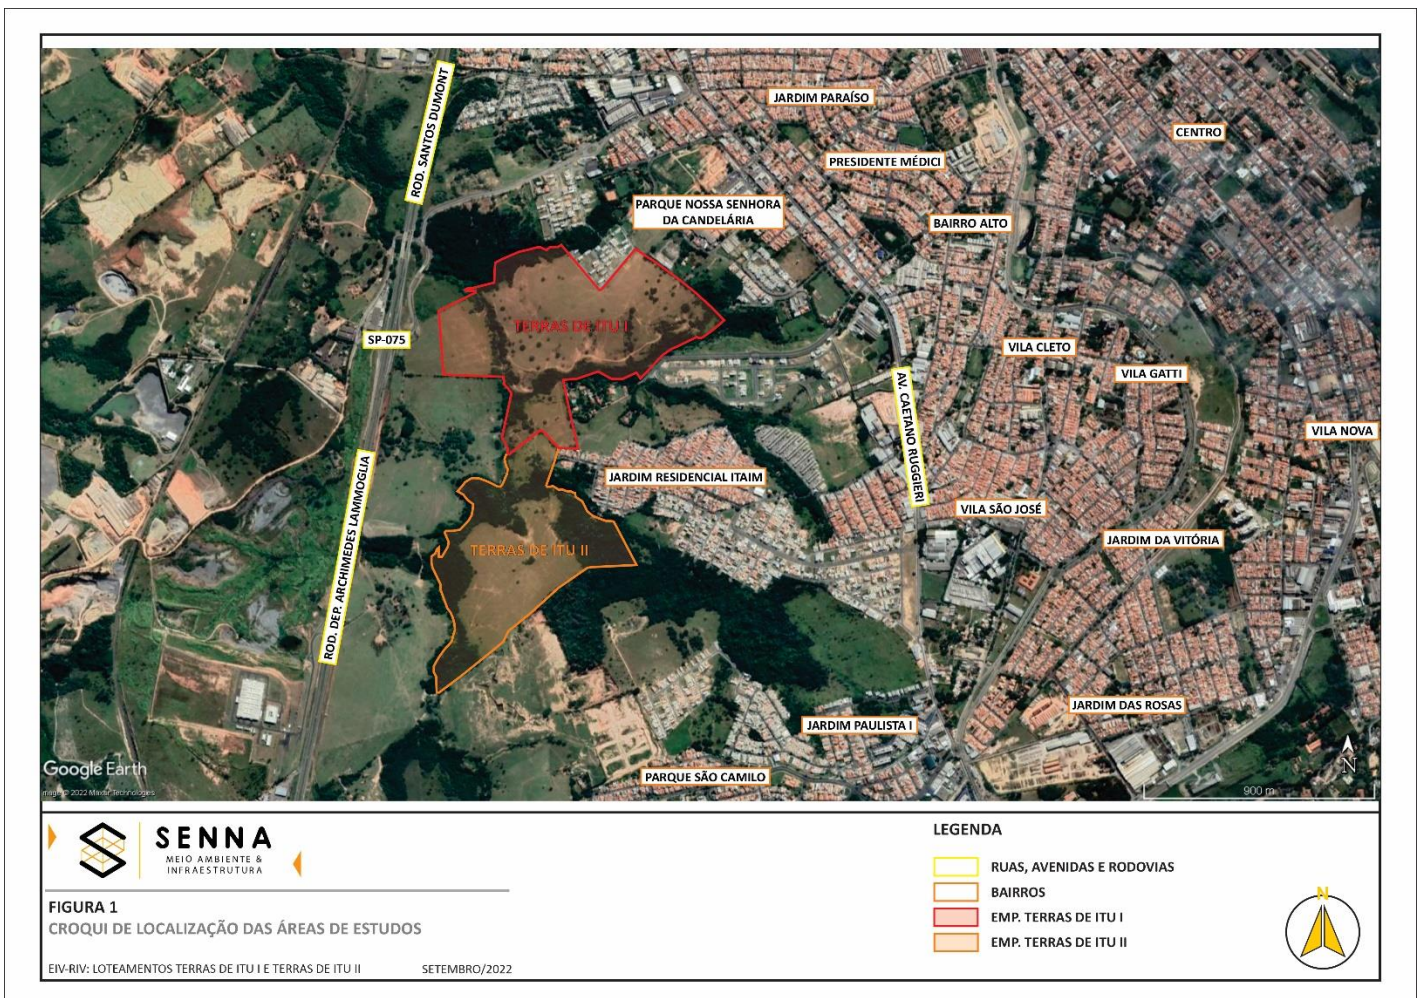 ROD. SANTOS DUMONT
JARDIM PARAÍSO
CENTRO
PRESIDENTE MÉDICI
PARQUE NOSSA SENHORA
DA CANDELÁRIA
BAIRRO ALTO
TERRAS DE ITU I
SP-075
VILA CLETO
VILA GATTI
AV. CAETANO RUGGIERI
VILA NOVA
ROD. DEP. ARCHIMEDES LAMMOGLIA
JARDIM RESIDENCIAL ITAIM
VILA SÃO JOSÉ
TERRAS DE ITU II
JARDIM DA VITÓRIA
JARDIM DAS ROSAS
JARDIM PAULISTA I
PARQUE SÃO CAMILO
N
Google Earth
Image © 2022 Maxar Technologies
900 m
SENNA
MEIO AMBIENTE &
INFRAESTRUTURA
FIGURA 1
CROQUI DE LOCALIZAÇÃO DAS ÁREAS DE ESTUDOS
EIV-RIV: LOTEAMENTOS TERRAS DE ITU I E TERRAS DE ITU II SETEMBRO/2022
LEGENDA
RUAS, AVENIDAS E RODOVIAS
BAIRROS
EMP. TERRAS DE ITU I
EMP. TERRAS DE ITU II
N